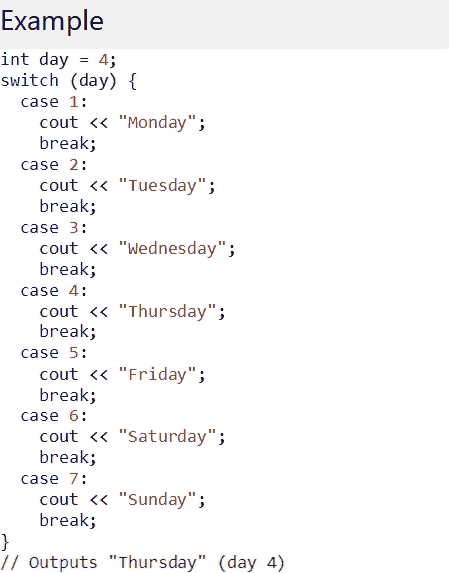 Example
int day = 4;
switch (day) {
  case 1:
    cout << "Monday";
    break;
  case 2:
    cout << "Tuesday";
    break;
  case 3:
    cout << "Wednesday";
    break;
  case 4:
    cout << "Thursday";
    break;
  case 5:
    cout << "Friday";
    break;
  case 6:
    cout << "Saturday";
    break;
  case 7:
    cout << "Sunday";
    break;
}
// Outputs "Thursday" (day 4)